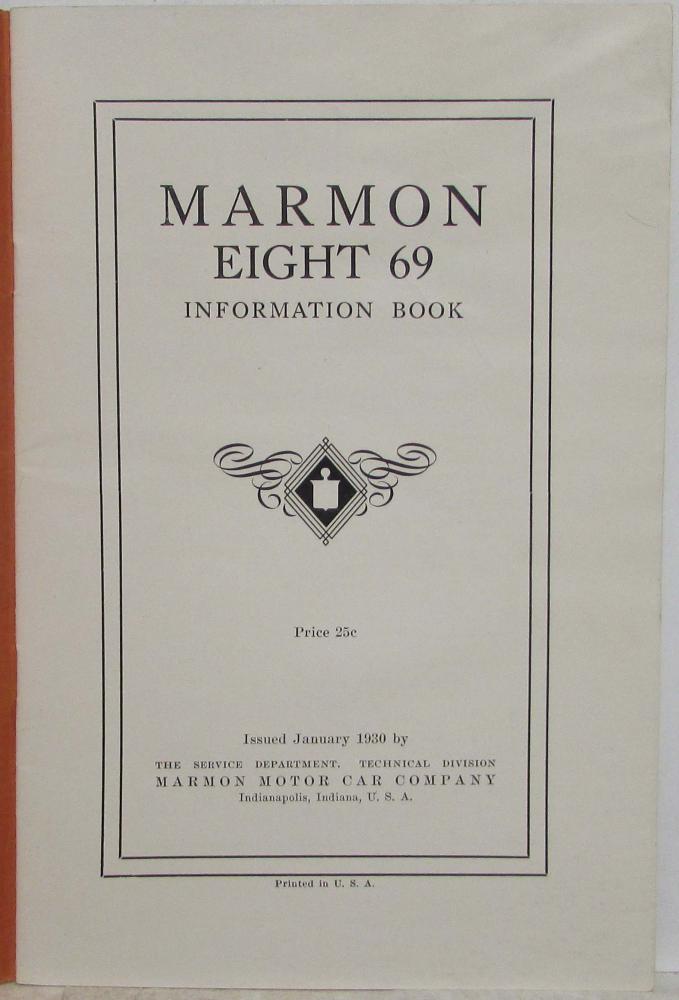 MARMON
EIGHT 69
INFORMATION BOOK
Price 25c
Issued January 1930 by
THE SERVICE DEPARTMENT, TECHNICAL DIVISION
MARMON MOTOR CAR COMPANY
Indianapolis, Indiana, U. S. A.
Printed in U. S. A.